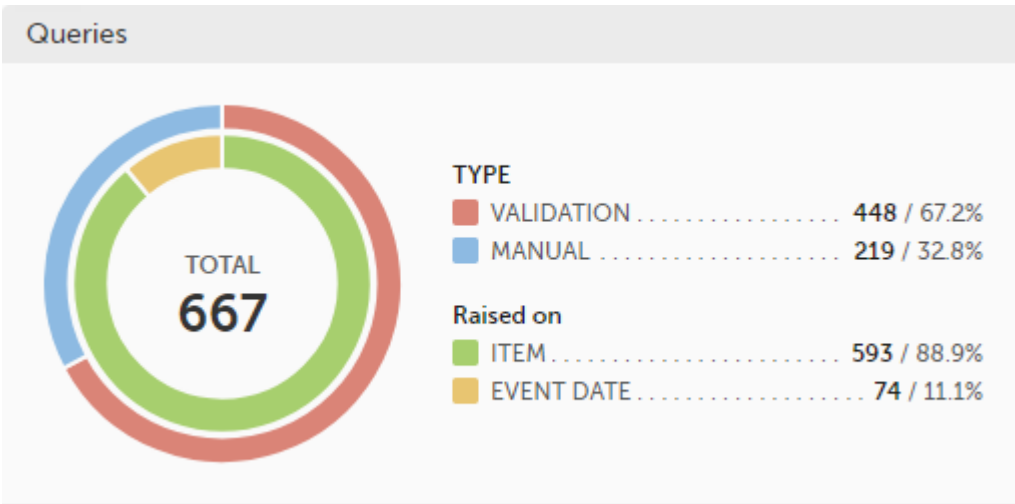 Queries
TOTAL
667
TYPE
VALIDATION ................. 448 / 67.2%
MANUAL .................... 219 / 32.8%
Raised on
ITEM........................ 593 / 88.9%
EVENT DATE ................... 74 / 11.1%